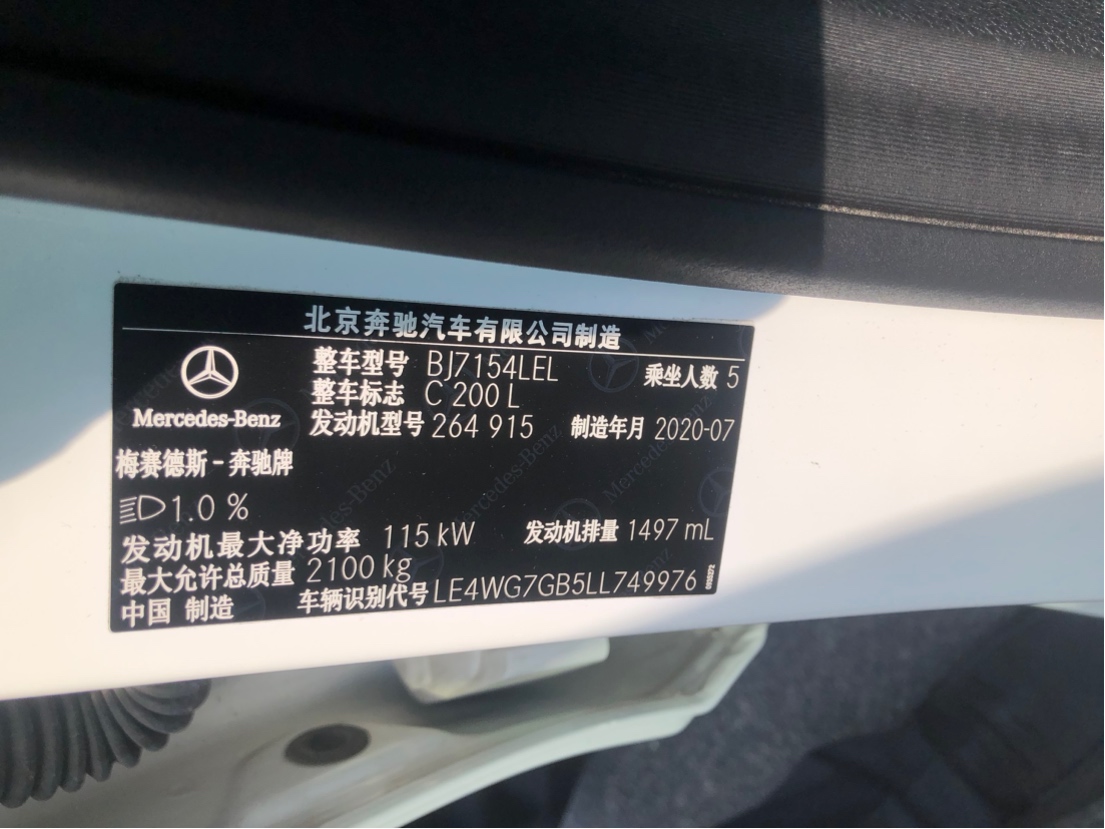 北京奔驰汽车有限公司制造
整车型号 BJ7154LEL 乘坐人数 5
整车标志 C 200 L
Mercedes-Benz
发动机型号 264 915 制造年月 2020-07
梅赛德斯-奔驰牌
1.0 %
发动机最大净功率 115 kW 发动机排量 1497 mL
最大允许总质量 2100 kg
中国 制造 车辆识别代号 LE4WG7GB5LL749976